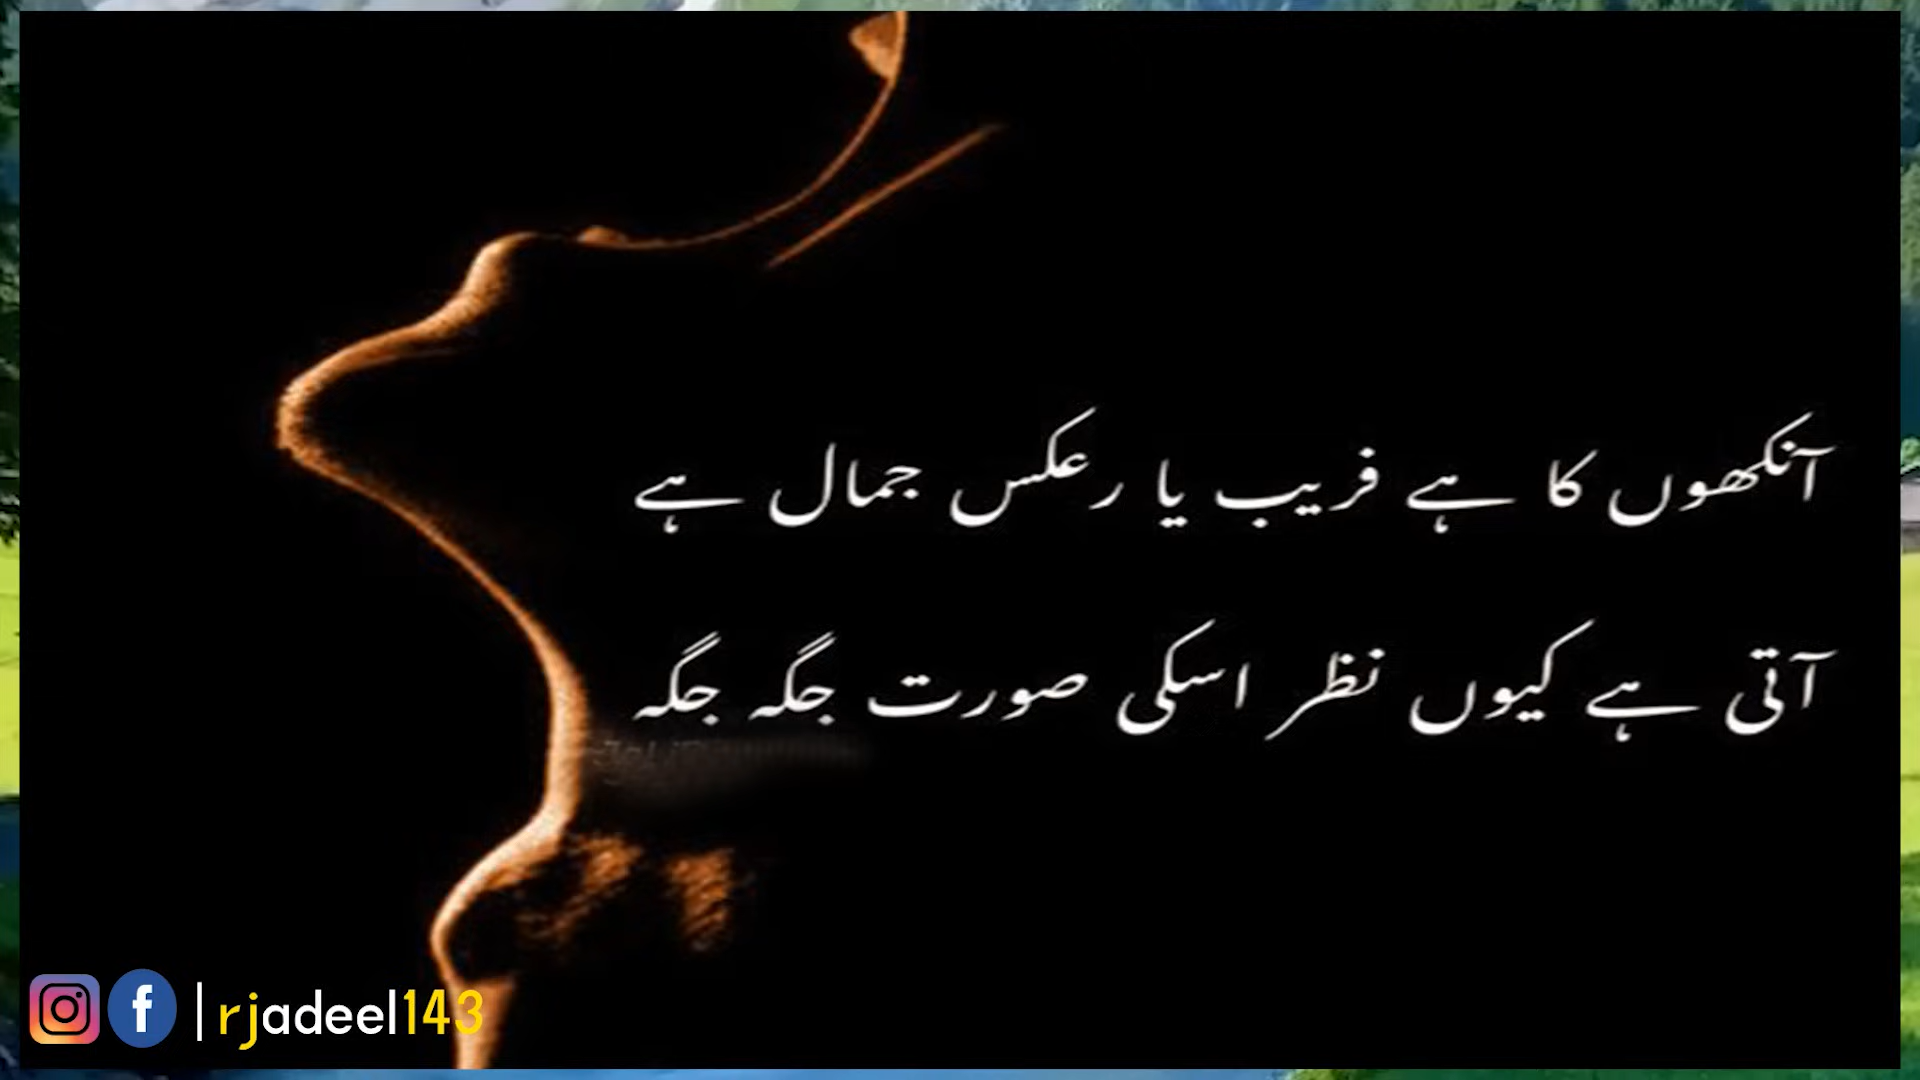 آنکھوں کا ہے فریب یا رعکس جمال ہے
آتی ہے کیوں نظر اسکی صورت جگہ جگہ
rjadeel143